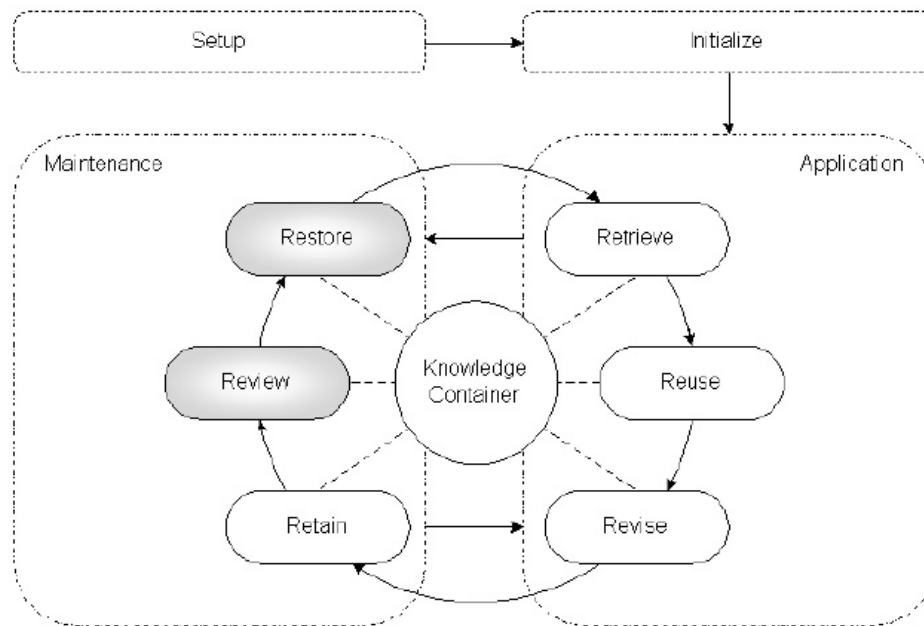 Setup
Initialize
Maintenance
Application
Restore
Retrieve
Review
Knowledge
Container
Reuse
Retain
Revise